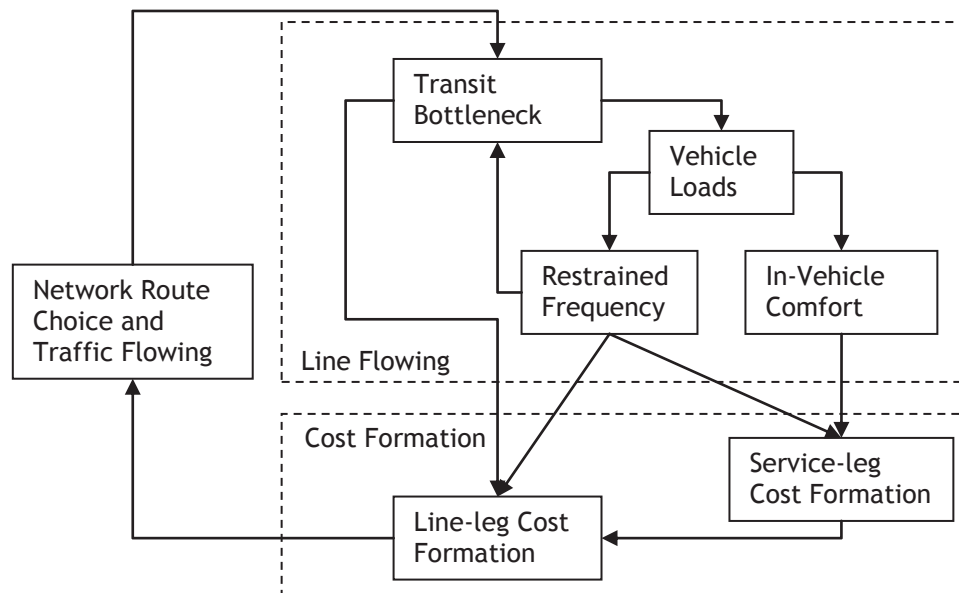 Transit
Bottleneck
Vehicle
Loads
Restrained
Frequency
In-Vehicle
Comfort
Network Route
Choice and
Traffic Flowing
Line Flowing
Cost Formation
Service-leg
Cost Formation
Line-leg Cost
Formation